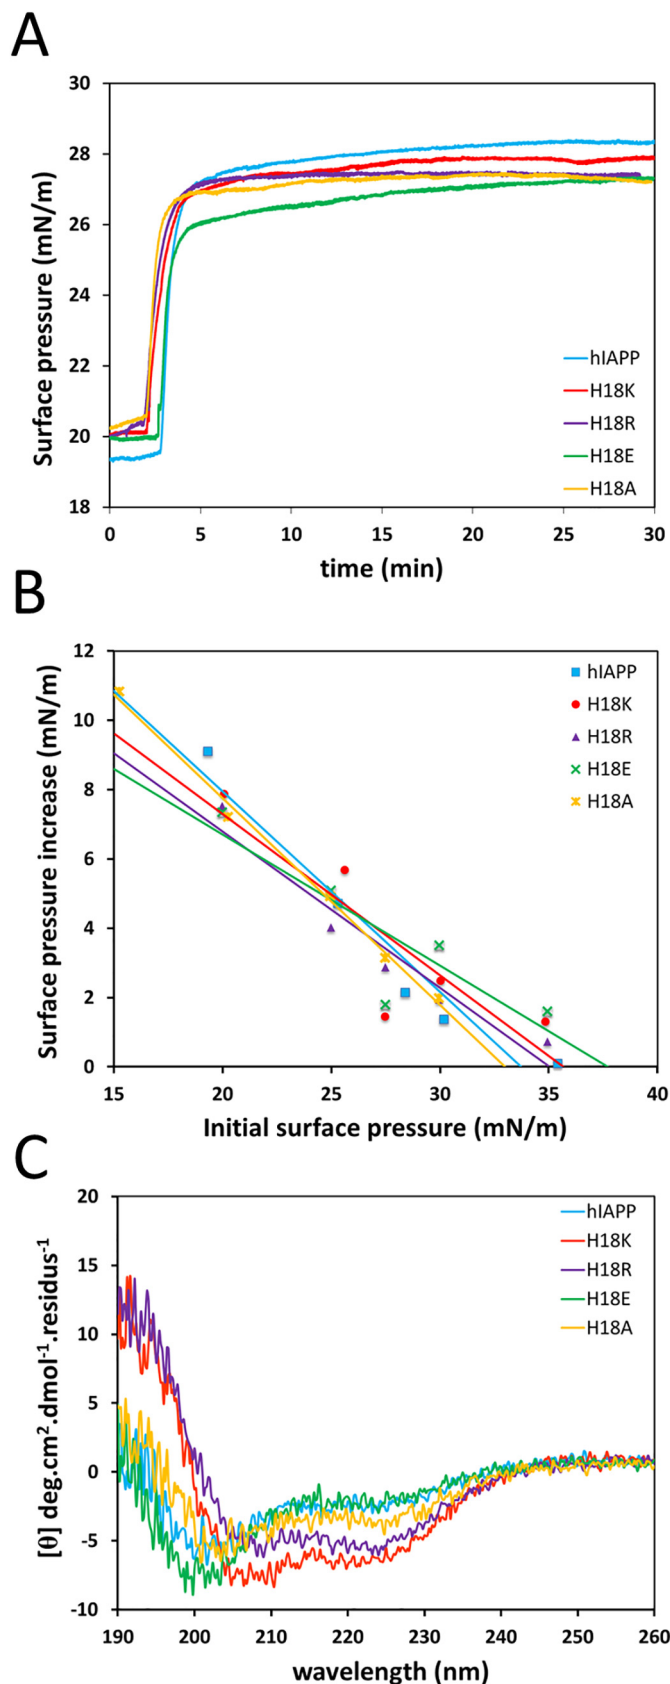 A
30
28
26
24
22
20
18
Surface pressure (mN/m)
hIAPP
H18K
H18R
H18E
H18A
0 5 10 15 20 25 30
time (min)
B
12
10
8
6
4
2
0
Surface pressure increase (mN/m)
hIAPP
H18K
H18R
H18E
H18A
15 20 25 30 35 40
Initial surface pressure (mN/m)
C
20
15
10
5
0
-5
-10
[θ] deg.cm².dmol⁻¹.residus⁻¹
hIAPP
H18K
H18R
H18E
H18A
190 200 210 220 230 240 250 260
wavelength (nm)